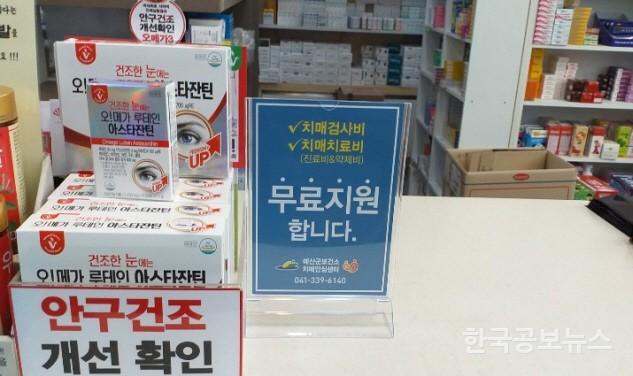 안구건조
개선확인
오메가3
건조한 눈에는
오!메가 루테인
아스타잔틴
건조한 눈에는
오!메가 루테인
아스타잔틴
Omega Lutein Astaxanthin
UP
건조한 눈에는
오!메가 루테인 아스타잔틴
안구건조
개선 확인
✓치매검사비
✓치매치료비
(진료비&약제비)
무료지원
합니다.
예산군보건소
치매안심센터
041-339-6140
한국공보뉴스